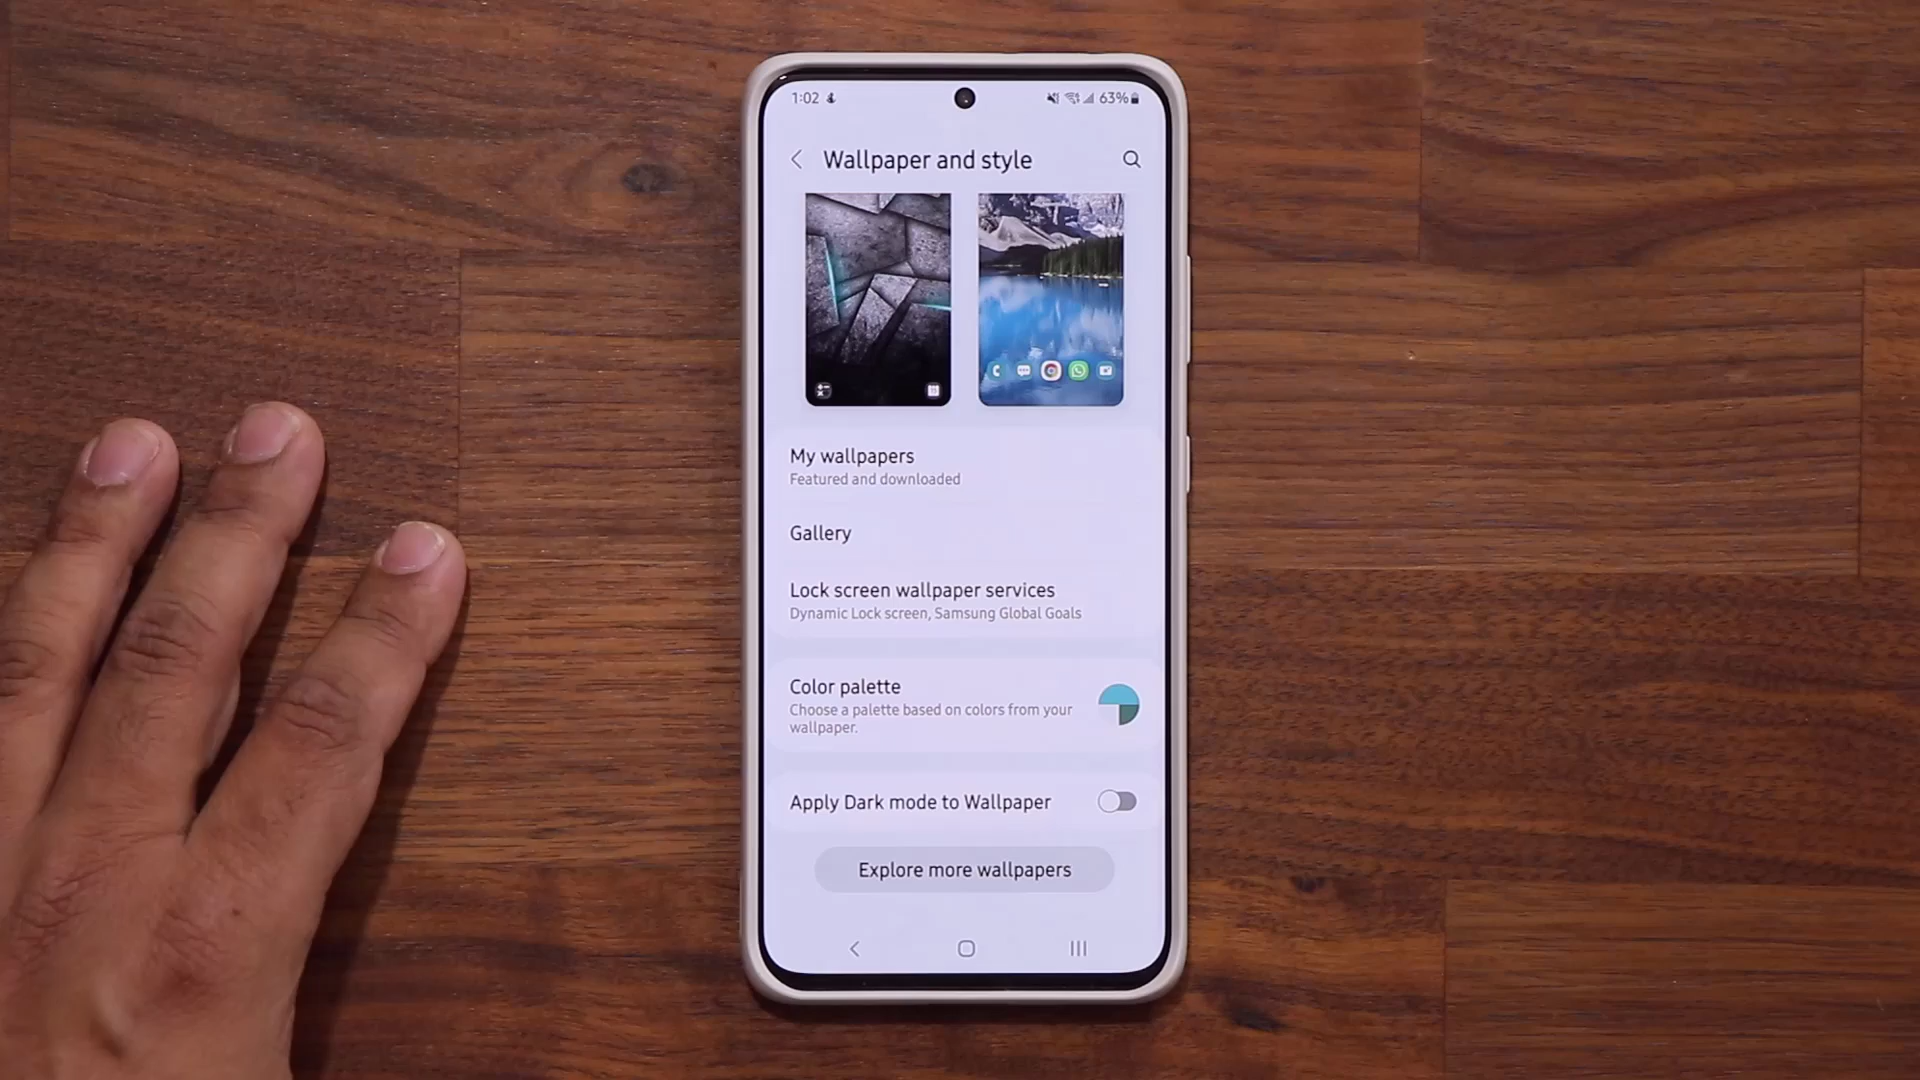 1:02
63%
Wallpaper and style
My wallpapers
Featured and downloaded
Gallery
Lock screen wallpaper services
Dynamic Lock screen, Samsung Global Goals
Color palette
Choose a palette based on colors from your
wallpaper.
Apply Dark mode to Wallpaper
Explore more wallpapers